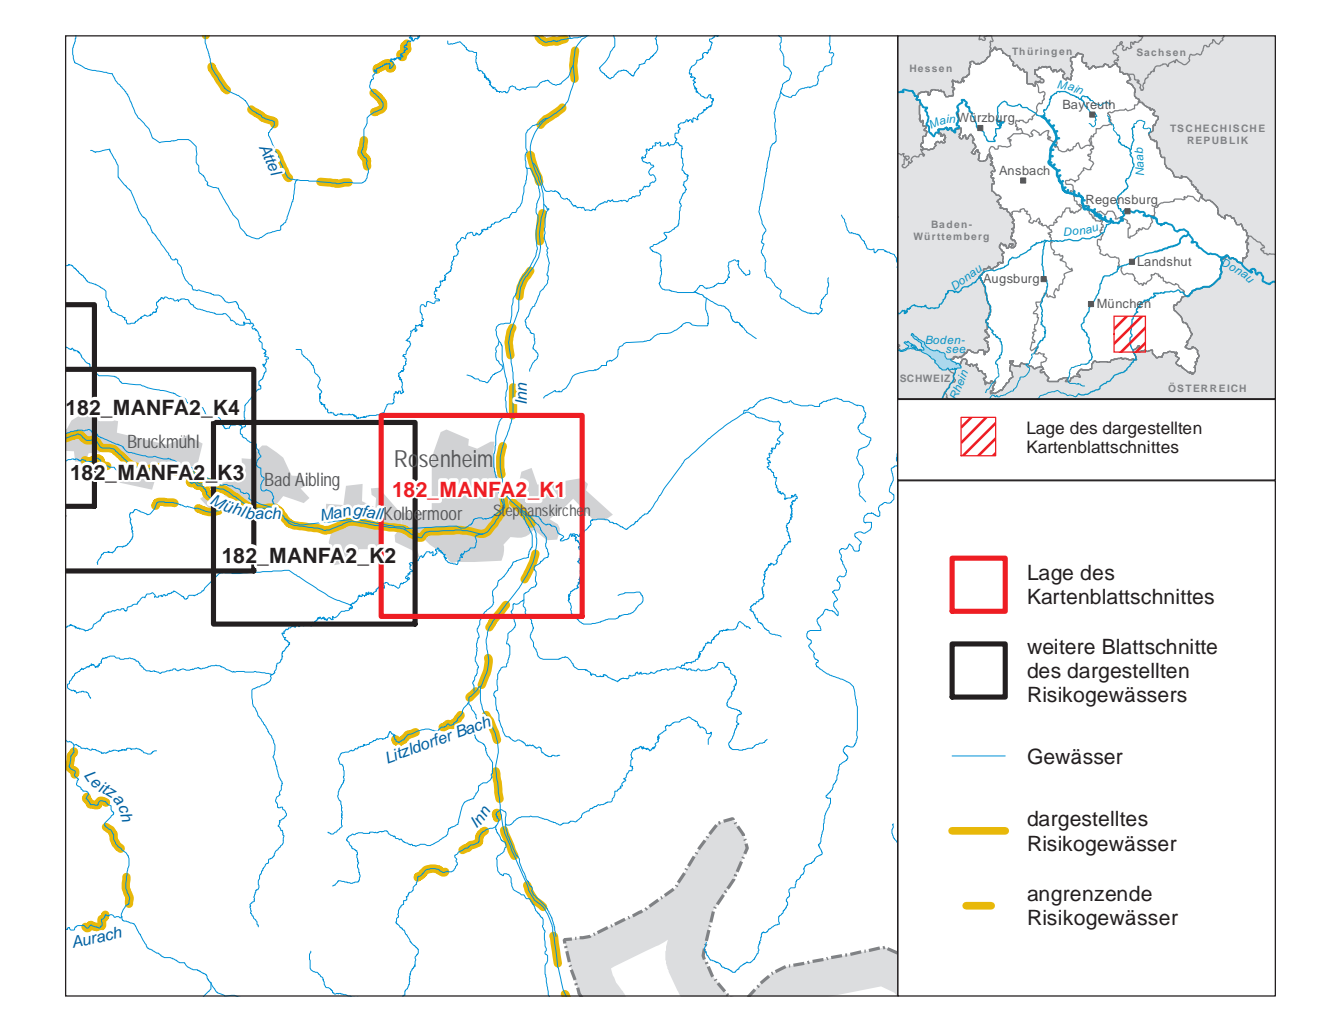 Attel
Inn
182_MANFA2_K4
Bruckmühl
182_MANFA2_K3
Bad Aibling
Mühlbach
Mangfall
Kolbermoor
182_MANFA2_K2
Rosenheim
182_MANFA2_K1
Stephanskirchen
Litzldorfer Bach
Leitzach
Inn
Aurach
Thüringen
Sachsen
Hessen
Main
Bayreuth
Main
Würzburg
TSCHECHISCHE
REPUBLIK
Naab
Ansbach
Regensburg
Baden-
Württemberg
Donau
Landshut
Donau
Donau
Augsburg
München
Boden-
see
SCHWEIZ
Rhein
ÖSTERREICH
Lage des dargestellten
Kartenblattschnittes
Lage des
Kartenblattschnittes
weitere Blattschnitte
des dargestellten
Risikogewässers
Gewässer
dargestelltes
Risikogewässer
angrenzende
Risikogewässer